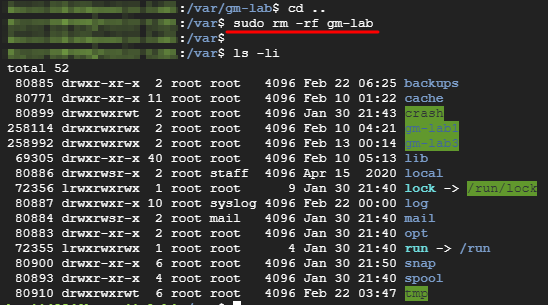 :/var/gm-lab$ cd ..
:/var$ sudo rm -rf gm-lab
:/var$
:/var$ ls -li
total 52
80885 drwxr-xr-x 2 root root 4096 Feb 22 06:25 backups
80771 drwxr-xr-x 11 root root 4096 Feb 10 01:22 cache
80899 drwxrwxrwt 2 root root 4096 Jan 30 21:43 crash
258114 drwxrwxrwx 2 root root 4096 Feb 10 04:21 gm-lab1
258992 drwxrwxrwx 2 root root 4096 Feb 13 00:14 gm-lab3
69305 drwxr-xr-x 40 root root 4096 Feb 10 05:13 lib
80886 drwxrwsr-x 2 root staff 4096 Apr 15 2020 local
72356 lrwxrwxrwx 1 root root 9 Jan 30 21:40 lock -> /run/lock
80887 drwxrwxr-x 10 root syslog 4096 Feb 22 00:00 log
80884 drwxrwsr-x 2 root mail 4096 Jan 30 21:40 mail
80883 drwxr-xr-x 2 root root 4096 Jan 30 21:40 opt
72355 lrwxrwxrwx 1 root root 4 Jan 30 21:40 run -> /run
80900 drwxr-xr-x 6 root root 4096 Jan 30 21:50 snap
80893 drwxr-xr-x 4 root root 4096 Jan 30 21:40 spool
80910 drwxrwxrwt 6 root root 4096 Feb 22 03:47 tmp